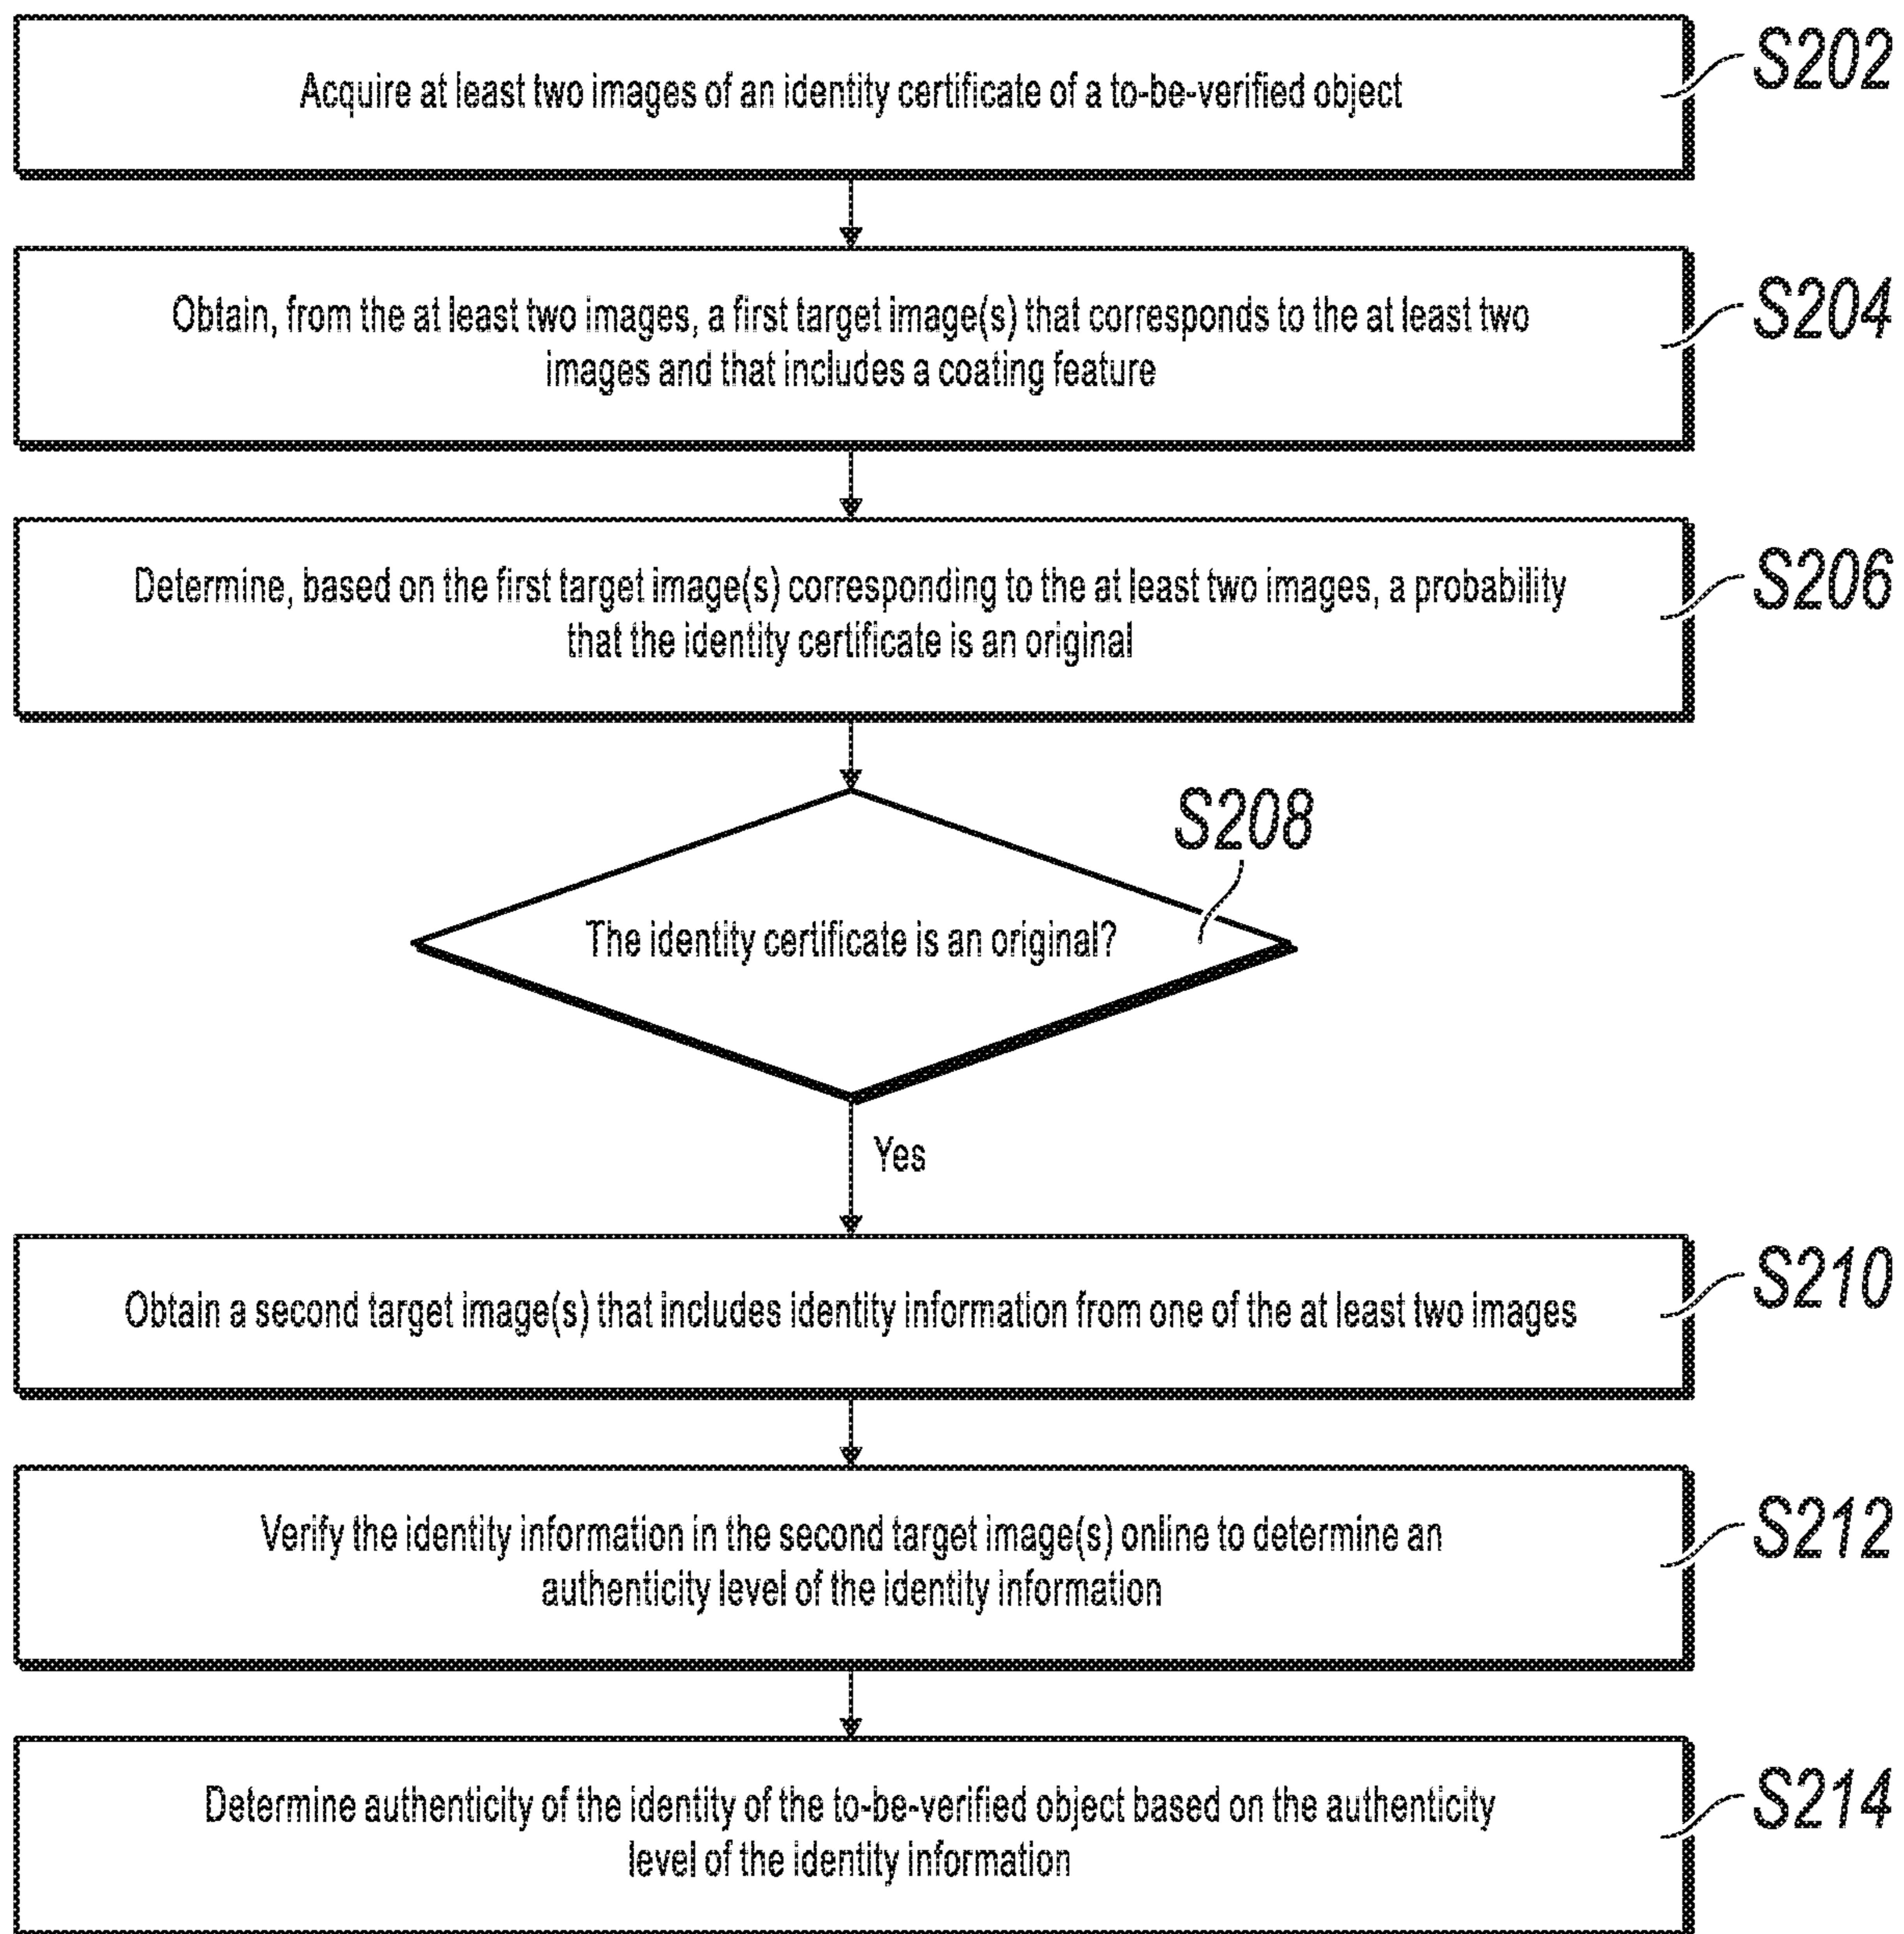 Acquire at least two images of an identity certificate of a to-be-verified object
S202
Obtain, from the at least two images, a first target image(s) that corresponds to the at least two
images and that includes a coating feature
S204
Determine, based on the first target image(s) corresponding to the at least two images, a probability
that the identity certificate is an original
S206
S208
The identity certificate is an original?
Yes
Obtain a second target image(s) that includes identity information from one of the at least two images
S210
Verify the identity information in the second target image(s) online to determine an
authenticity level of the identity information
S212
Determine authenticity of the identity of the to-be-verified object based on the authenticity
level of the identity information
S214